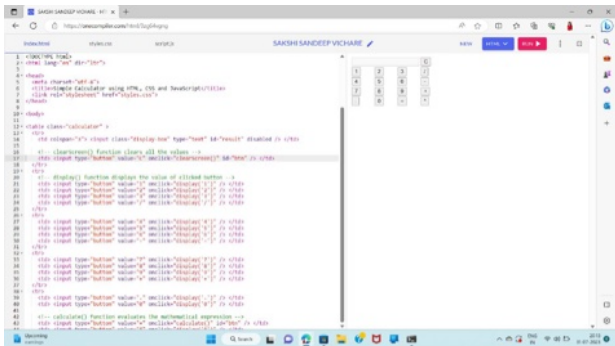 SAKSHI SANDEEP VICHARE - HT
https://onecompiler.com/html/
index.html styles.css script.js SAKSHI SANDEEP VICHARE HTML RUN
<!DOCTYPE html>
<html lang="en" dir="ltr">
<head>
<meta charset="utf-8">
<title>Simple Calculator using HTML, CSS and JavaScript</title>
<link rel="stylesheet" href="styles.css">
</head>
<body>
<table class="calculator" >
<tr>
<td colspan="3"> <input class="display-box" type="text" id="result" disabled /> </td>
<!-- clearScreen() function clears all the values -->
<td> <input type="button" value="C" onclick="clearScreen()" id="btn" /> </td>
</tr>
<tr>
<!-- display() function displays the value of clicked button -->
<td> <input type="button" value="1" onclick="display('1')" /> </td>
<td> <input type="button" value="2" onclick="display('2')" /> </td>
<td> <input type="button" value="3" onclick="display('3')" /> </td>
<td> <input type="button" value="/" onclick="display('/')" /> </td>
</tr>
<tr>
<td> <input type="button" value="4" onclick="display('4')" /> </td>
<td> <input type="button" value="5" onclick="display('5')" /> </td>
<td> <input type="button" value="6" onclick="display('6')" /> </td>
<td> <input type="button" value="-" onclick="display('-')" /> </td>
</tr>
<tr>
<td> <input type="button" value="7" onclick="display('7')" /> </td>
<td> <input type="button" value="8" onclick="display('8')" /> </td>
<td> <input type="button" value="9" onclick="display('9')" /> </td>
<td> <input type="button" value="+" onclick="display('+')" /> </td>
</tr>
<tr>
<td> <input type="button" value="." onclick="display('.')" /> </td>
<td> <input type="button" value="0" onclick="display('0')" /> </td>
<!-- calculate() function evaluates the mathematical expression -->
<td> <input type="button" value="=" onclick="calculate()" id="btn" /> </td>
C
1 2 3 /
4 5 6 -
7 8 9 +
. 0 = *
Upcoming
Search
ENG
IN